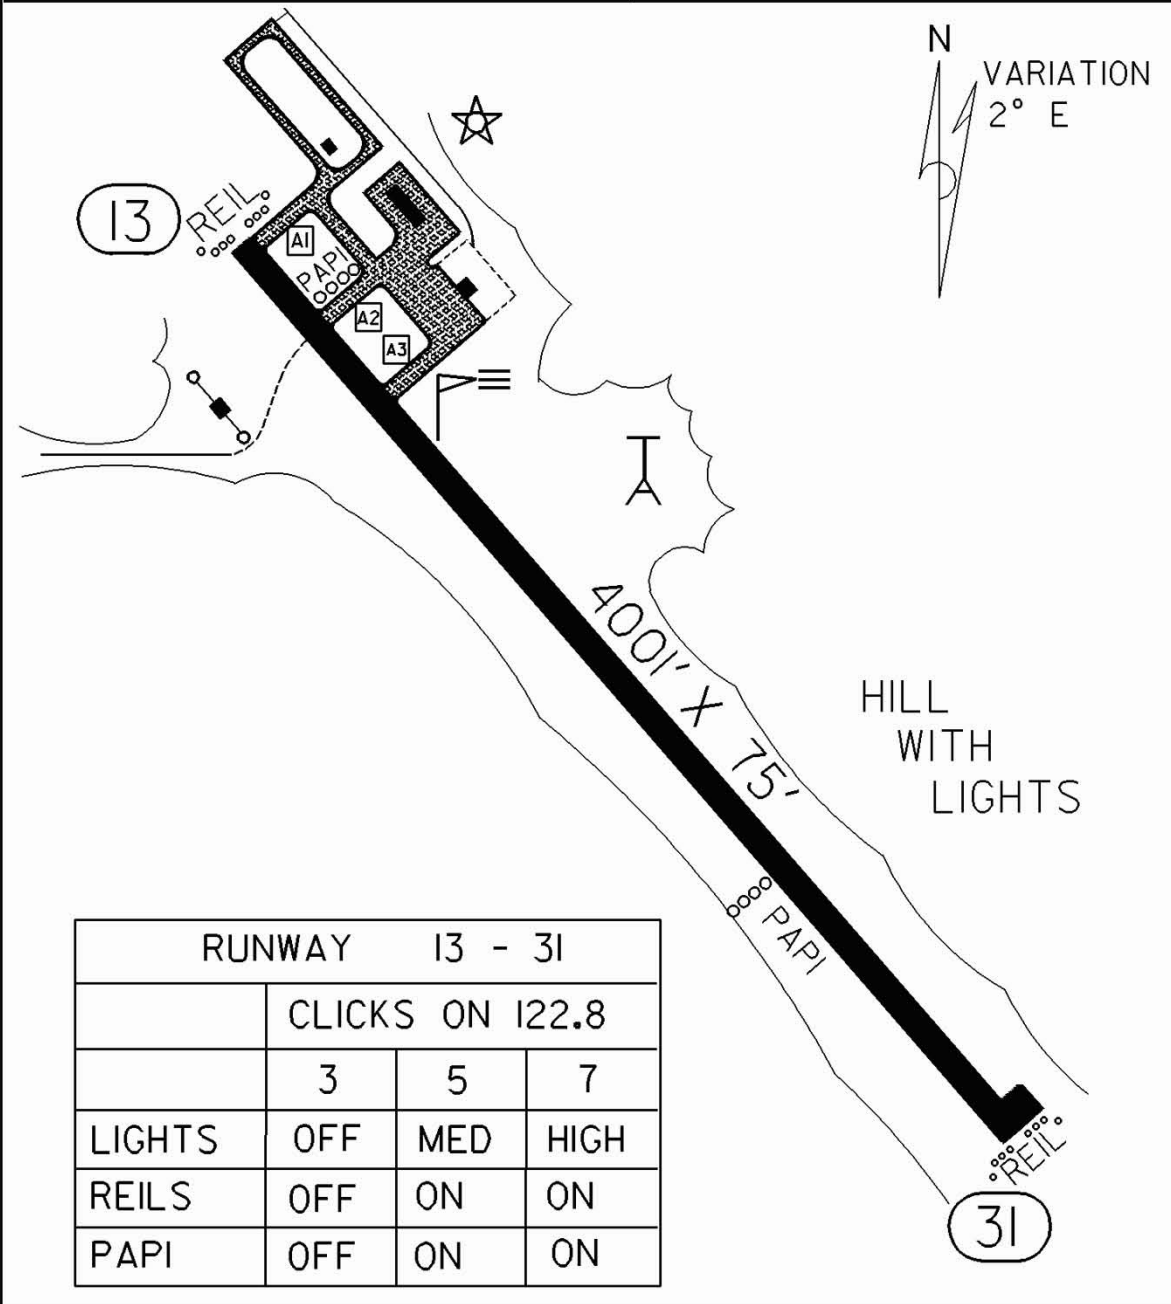 N
VARIATION
2° E
REIL
13
A1
PAPI
A2
A3
4001' X 75'
HILL
WITH
LIGHTS
PAPI
RUNWAY 13 - 31
CLICKS ON 122.8
3 5 7
LIGHTS OFF MED HIGH
REILS OFF ON ON
PAPI OFF ON ON
REIL
31